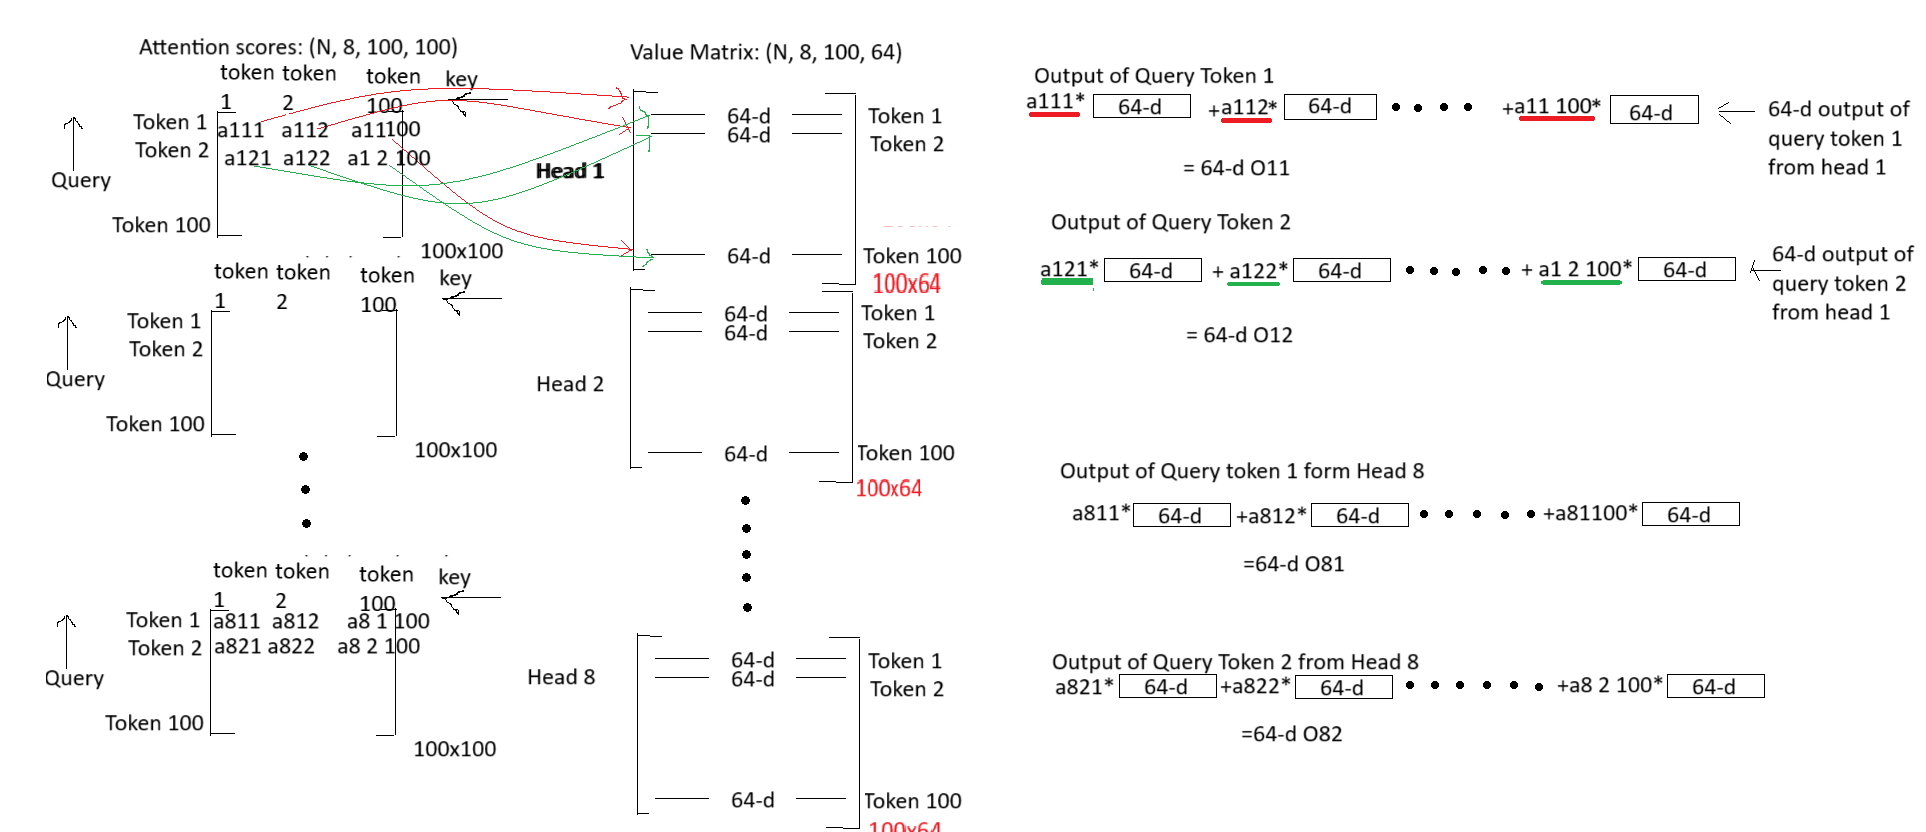 Attention scores: (N, 8, 100, 100)
token token token key
1 2 100
Token 1 a111 a112 a11100
Token 2 a121 a122 a1 2 100
Query
Token 100
100x100
token token token key
1 2 100
Token 1
Token 2
Query
Token 100
100x100
token token token key
1 2 100
Token 1 a811 a812 a8 1 100
Token 2 a821 a822 a8 2 100
Query
Token 100
100x100
Value Matrix: (N, 8, 100, 64)
64-d Token 1
64-d Token 2
Head 1
64-d Token 100
100x64
64-d Token 1
64-d Token 2
Head 2
64-d Token 100
100x64
64-d Token 1
64-d Token 2
Head 8
64-d Token 100
100x64
Output of Query Token 1
a111* 64-d +a112* 64-d +a11 100* 64-d
64-d output of
query token 1
from head 1
= 64-d O11
Output of Query Token 2
a121* 64-d + a122* 64-d + a1 2 100* 64-d
64-d output of
query token 2
from head 1
= 64-d O12
Output of Query token 1 form Head 8
a811* 64-d +a812* 64-d +a81100* 64-d
=64-d O81
Output of Query Token 2 from Head 8
a821* 64-d +a822* 64-d +a8 2 100* 64-d
=64-d O82